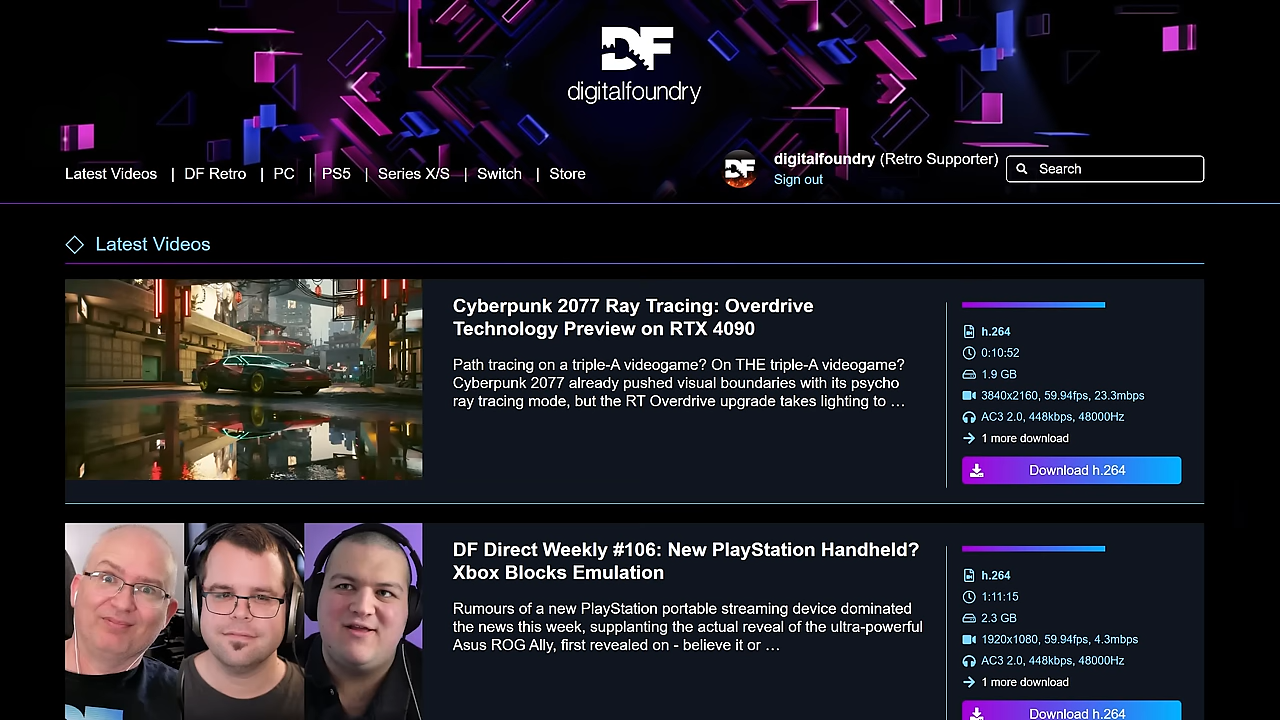 DF
digitalfoundry
Latest Videos | DF Retro | PC | PS5 | Series X/S | Switch | Store
DF
digitalfoundry (Retro Supporter)
Sign out
Search
Latest Videos
Cyberpunk 2077 Ray Tracing: Overdrive
Technology Preview on RTX 4090
Path tracing on a triple-A videogame? On THE triple-A videogame?
Cyberpunk 2077 already pushed visual boundaries with its psycho
ray tracing mode, but the RT Overdrive upgrade takes lighting to …
h.264
0:10:52
1.9 GB
3840x2160, 59.94fps, 23.3mbps
AC3 2.0, 448kbps, 48000Hz
1 more download
Download h.264
DF Direct Weekly #106: New PlayStation Handheld?
Xbox Blocks Emulation
Rumours of a new PlayStation portable streaming device dominated
the news this week, supplanting the actual reveal of the ultra-powerful
Asus ROG Ally, first revealed on - believe it or …
h.264
1:11:15
2.3 GB
1920x1080, 59.94fps, 4.3mbps
AC3 2.0, 448kbps, 48000Hz
1 more download
Download h.264